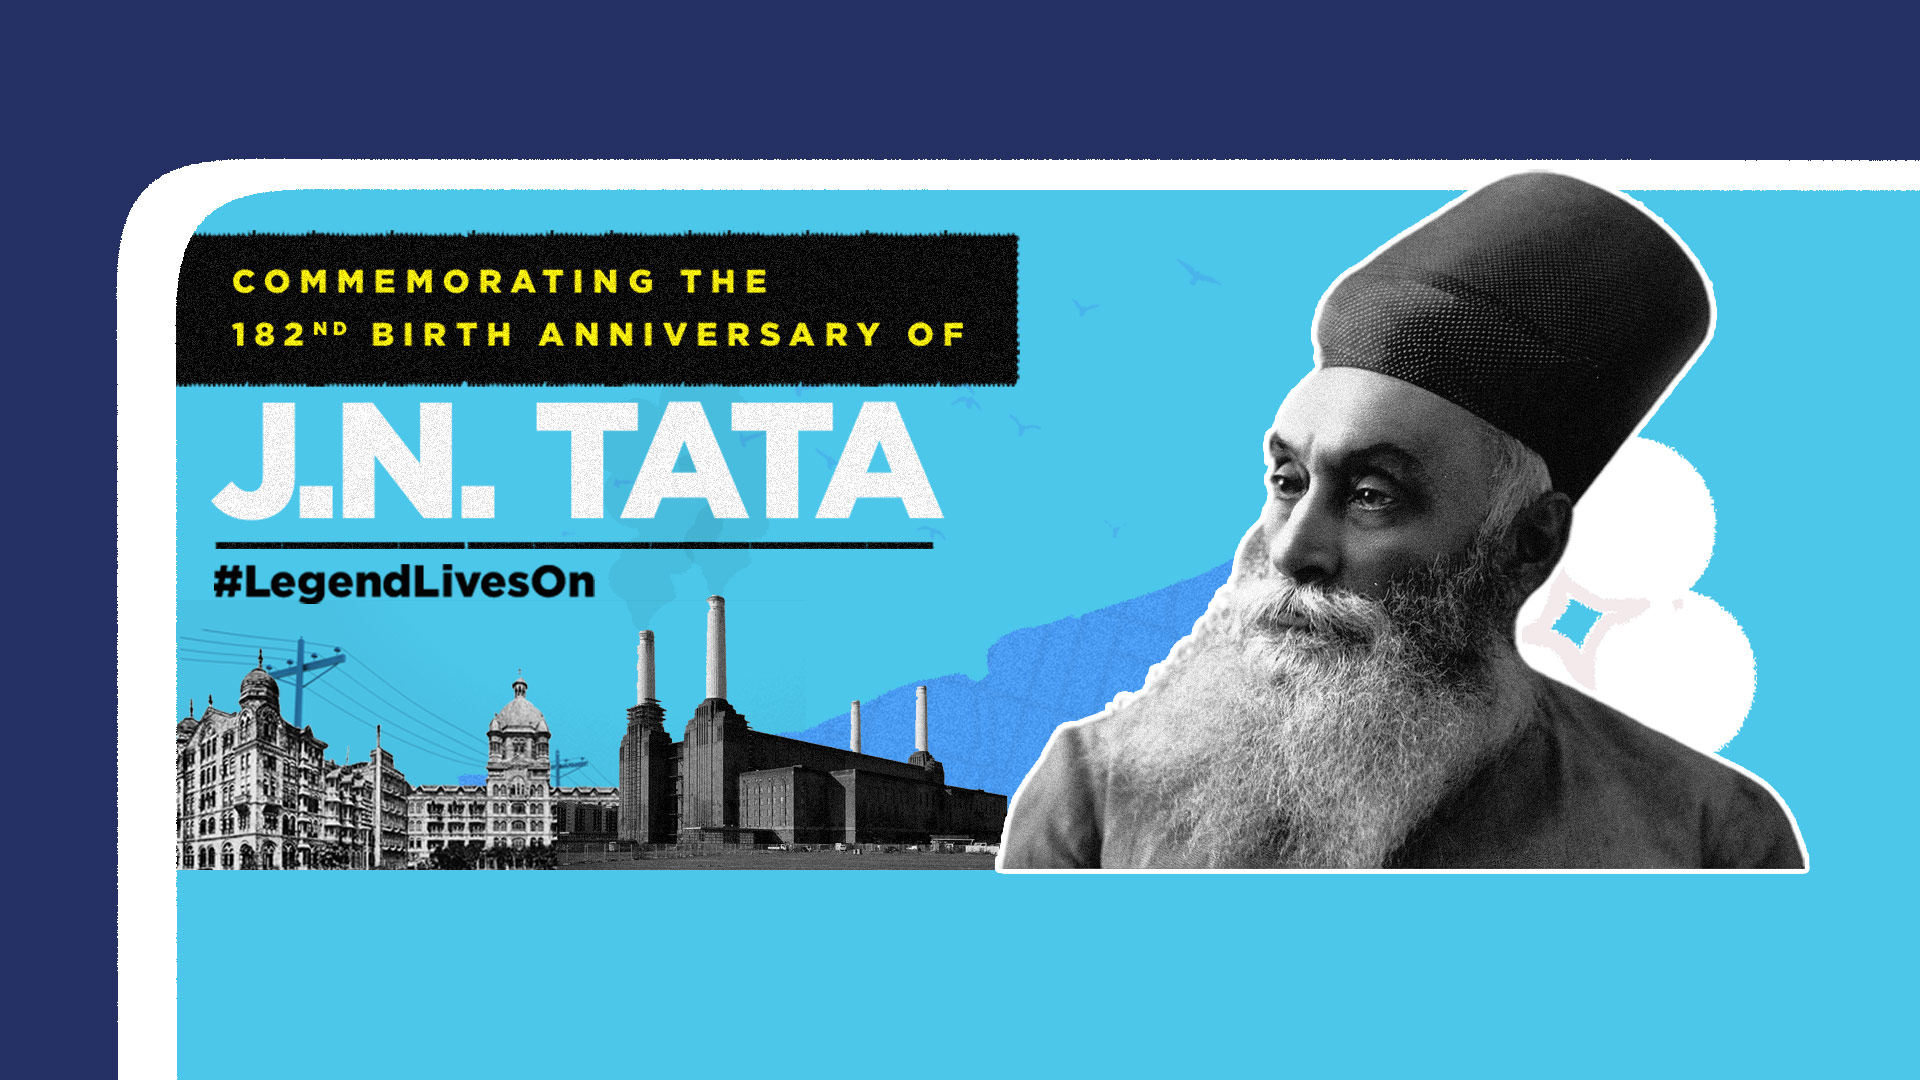 COMMEMORATING THE
182ND BIRTH ANNIVERSARY OF
J.N. TATA
#LegendLivesOn